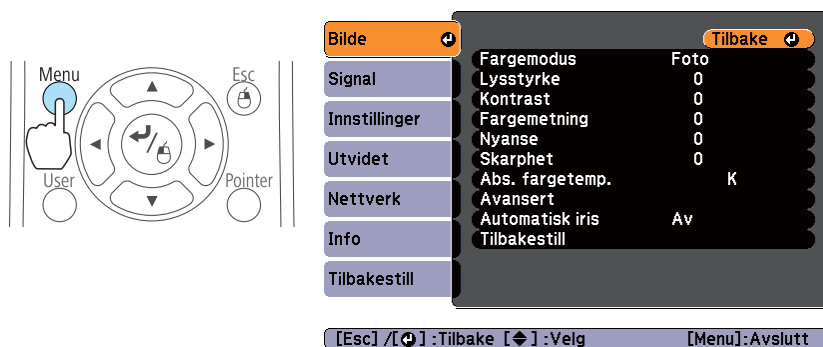 Menu
Esc
User
Pointer
Bilde
Signal
Innstillinger
Utvidet
Nettverk
Info
Tilbakestill
Tilbake
Fargemodus Foto
Lysstyrke 0
Kontrast 0
Fargemetning 0
Nyanse 0
Skarphet 0
Abs. fargetemp. K
Avansert
Automatisk iris Av
Tilbakestill
[Esc] /[ ] :Tilbake [ ] :Velg [Menu]:Avslutt